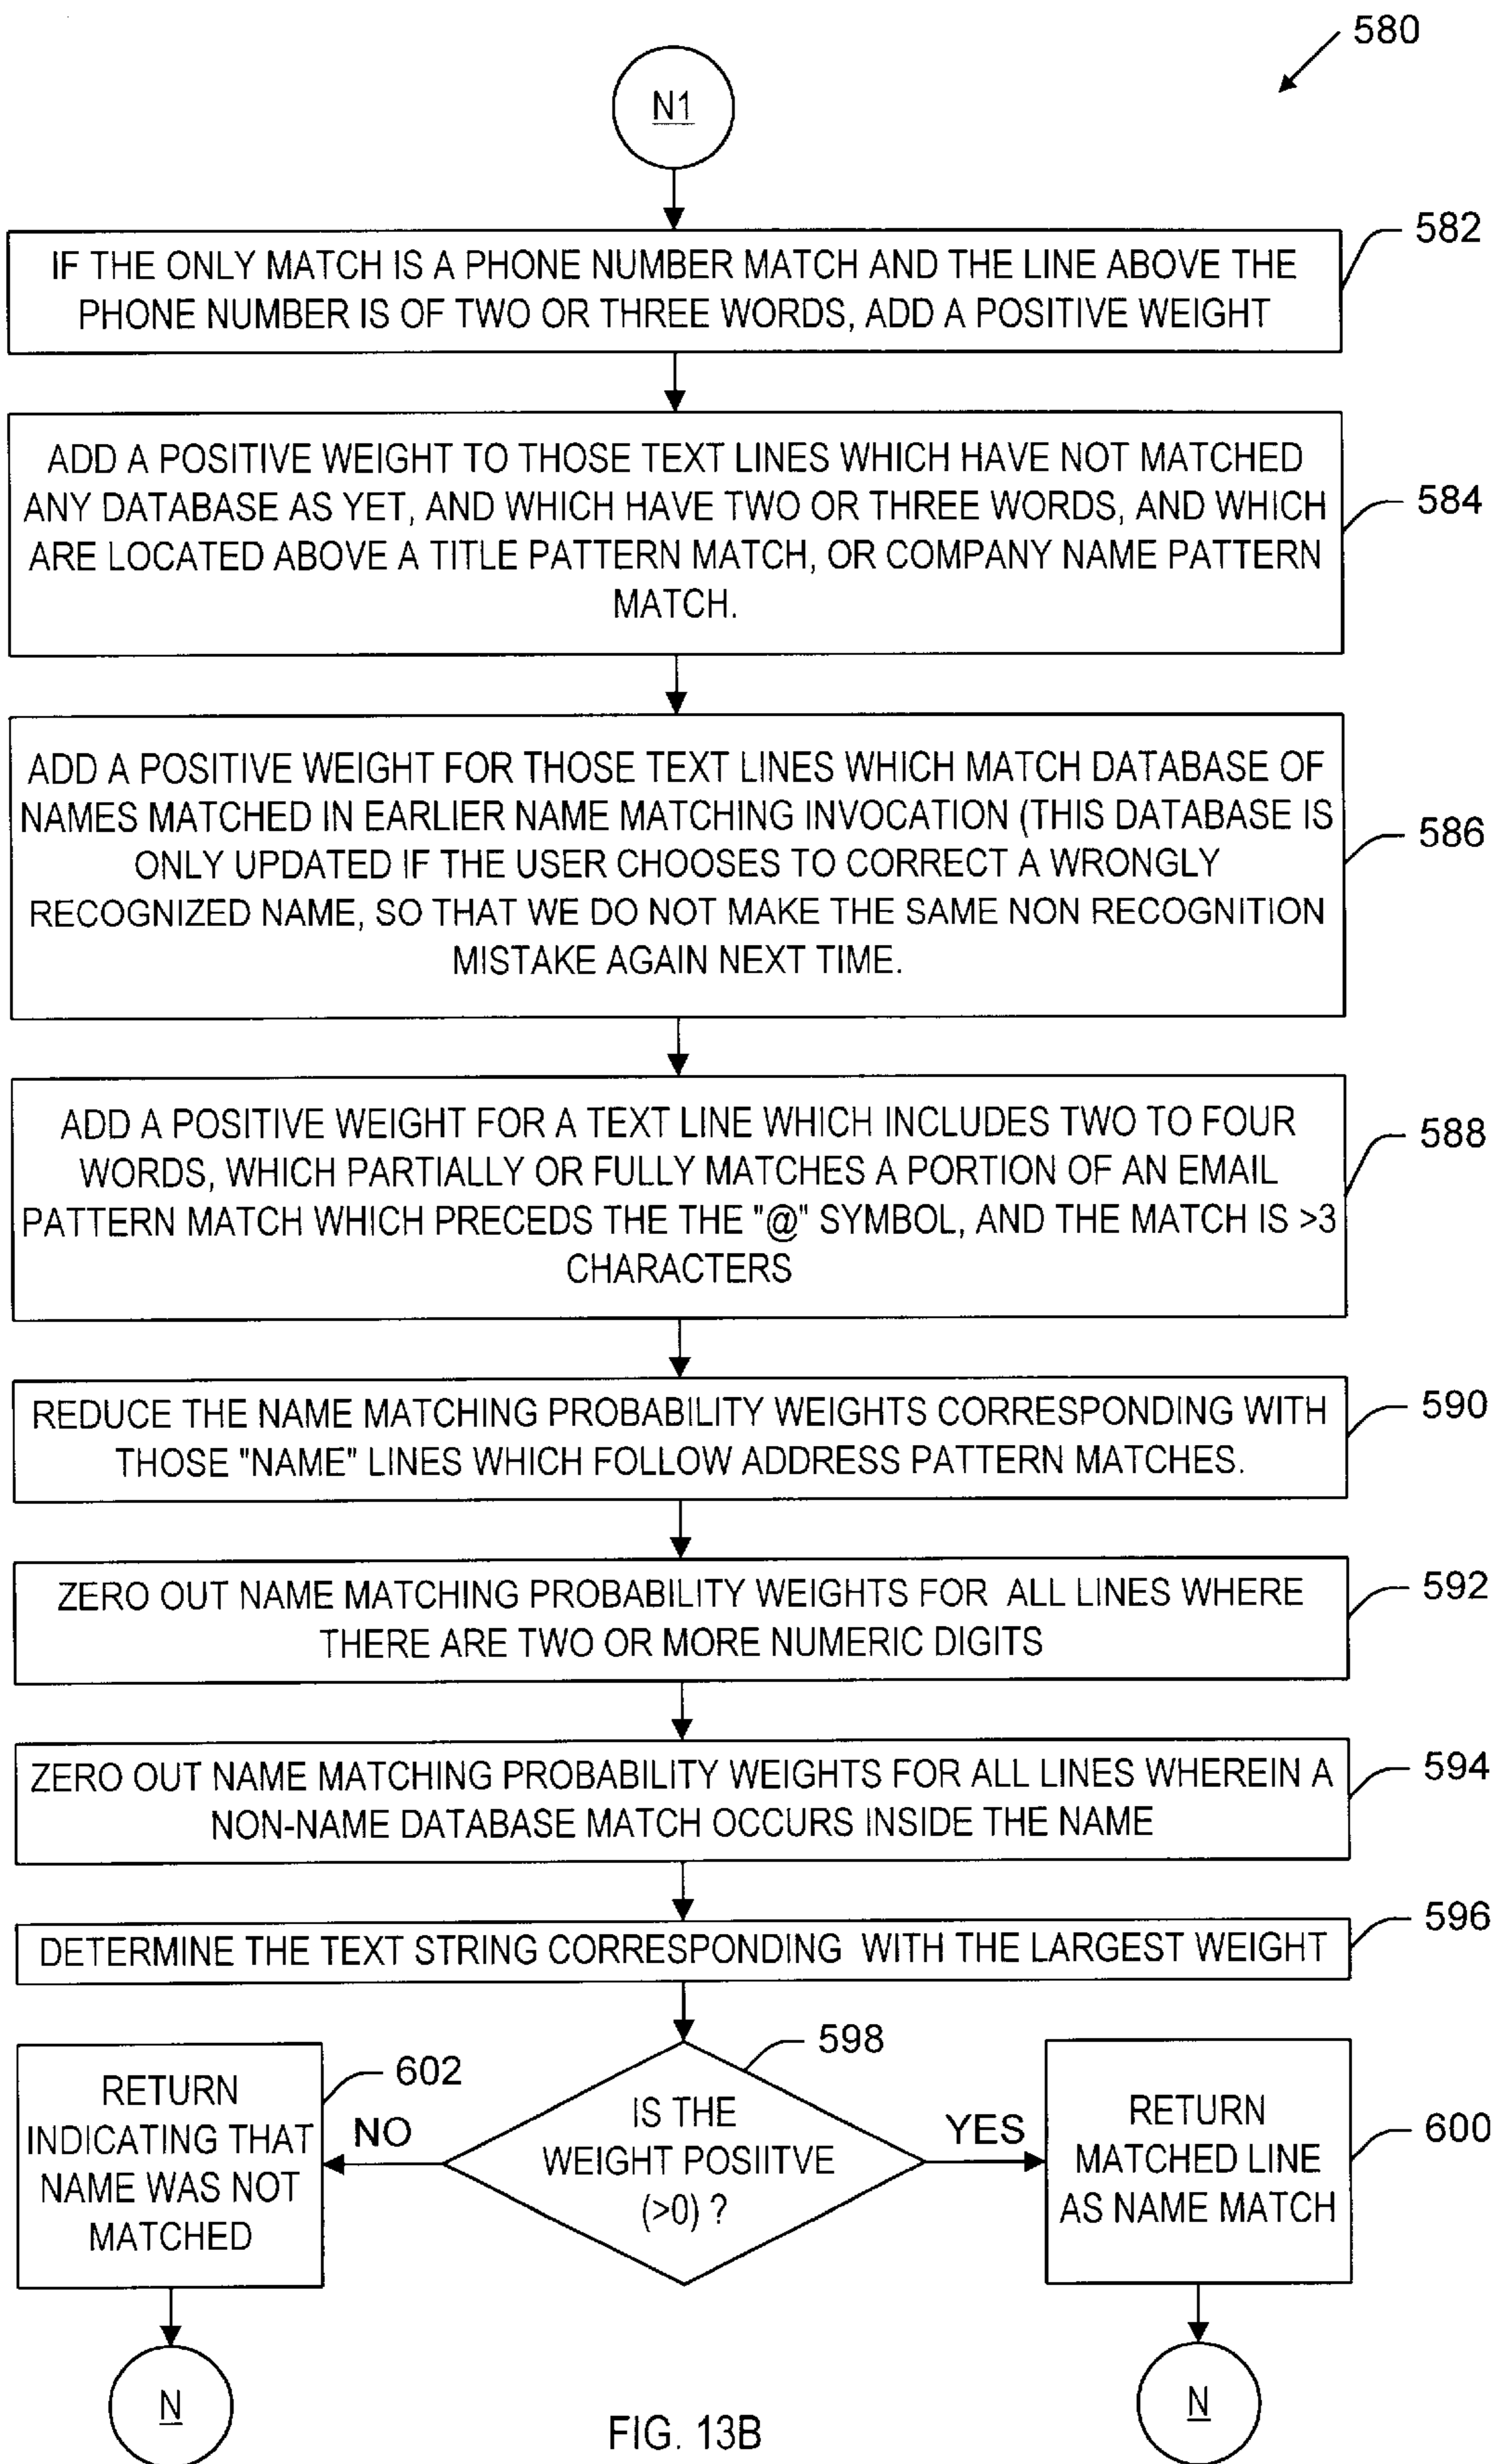 580
N1
582
IF THE ONLY MATCH IS A PHONE NUMBER MATCH AND THE LINE ABOVE THE
PHONE NUMBER IS OF TWO OR THREE WORDS, ADD A POSITIVE WEIGHT
584
ADD A POSITIVE WEIGHT TO THOSE TEXT LINES WHICH HAVE NOT MATCHED
ANY DATABASE AS YET, AND WHICH HAVE TWO OR THREE WORDS, AND WHICH
ARE LOCATED ABOVE A TITLE PATTERN MATCH, OR COMPANY NAME PATTERN
MATCH.
586
ADD A POSITIVE WEIGHT FOR THOSE TEXT LINES WHICH MATCH DATABASE OF
NAMES MATCHED IN EARLIER NAME MATCHING INVOCATION (THIS DATABASE IS
ONLY UPDATED IF THE USER CHOOSES TO CORRECT A WRONGLY
RECOGNIZED NAME, SO THAT WE DO NOT MAKE THE SAME NON RECOGNITION
MISTAKE AGAIN NEXT TIME.
588
ADD A POSITIVE WEIGHT FOR A TEXT LINE WHICH INCLUDES TWO TO FOUR
WORDS, WHICH PARTIALLY OR FULLY MATCHES A PORTION OF AN EMAIL
PATTERN MATCH WHICH PRECEDS THE THE "@" SYMBOL, AND THE MATCH IS >3
CHARACTERS
590
REDUCE THE NAME MATCHING PROBABILITY WEIGHTS CORRESPONDING WITH
THOSE "NAME" LINES WHICH FOLLOW ADDRESS PATTERN MATCHES.
592
ZERO OUT NAME MATCHING PROBABILITY WEIGHTS FOR ALL LINES WHERE
THERE ARE TWO OR MORE NUMERIC DIGITS
594
ZERO OUT NAME MATCHING PROBABILITY WEIGHTS FOR ALL LINES WHEREIN A
NON-NAME DATABASE MATCH OCCURS INSIDE THE NAME
596
DETERMINE THE TEXT STRING CORRESPONDING WITH THE LARGEST WEIGHT
598
IS THE
WEIGHT POSIITVE
(>0) ?
NO
602
RETURN
INDICATING THAT
NAME WAS NOT
MATCHED
YES
600
RETURN
MATCHED LINE
AS NAME MATCH
N
N
FIG. 13B